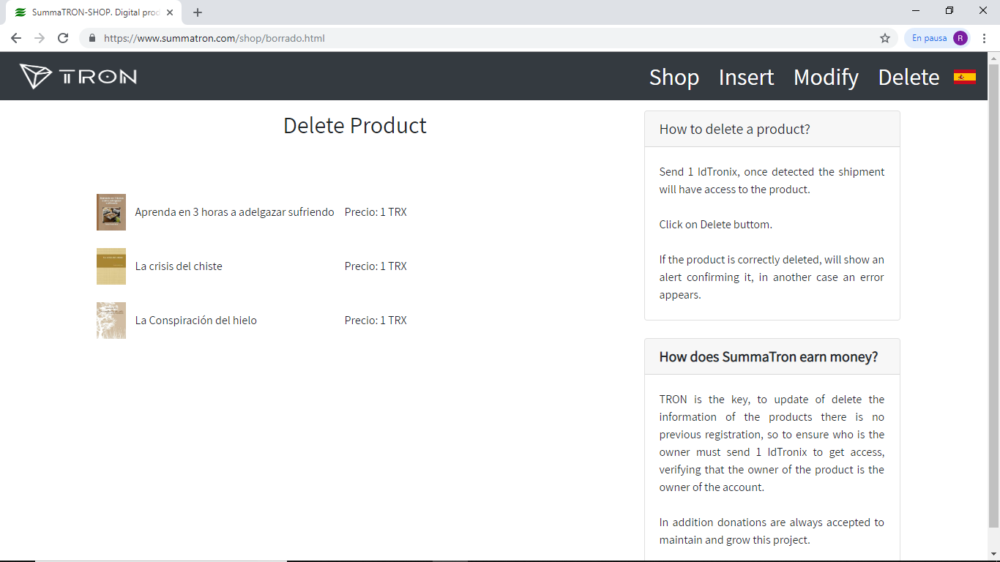 SummaTRON-SHOP. Digital prod
https://www.summatron.com/shop/borrado.html
En pausa
R
TRON
Shop Insert Modify Delete
Delete Product
Aprenda en 3 horas a adelgazar sufriendo Precio: 1 TRX
La crisis del chiste Precio: 1 TRX
La Conspiración del hielo Precio: 1 TRX
How to delete a product?
Send 1 IdTronix, once detected the shipment
will have access to the product.
Click on Delete buttom.
If the product is correctly deleted, will show an
alert confirming it, in another case an error
appears.
How does SummaTron earn money?
TRON is the key, to update of delete the
information of the products there is no
previous registration, so to ensure who is the
owner must send 1 IdTronix to get access,
verifying that the owner of the product is the
owner of the account.
In addition donations are always accepted to
maintain and grow this project.